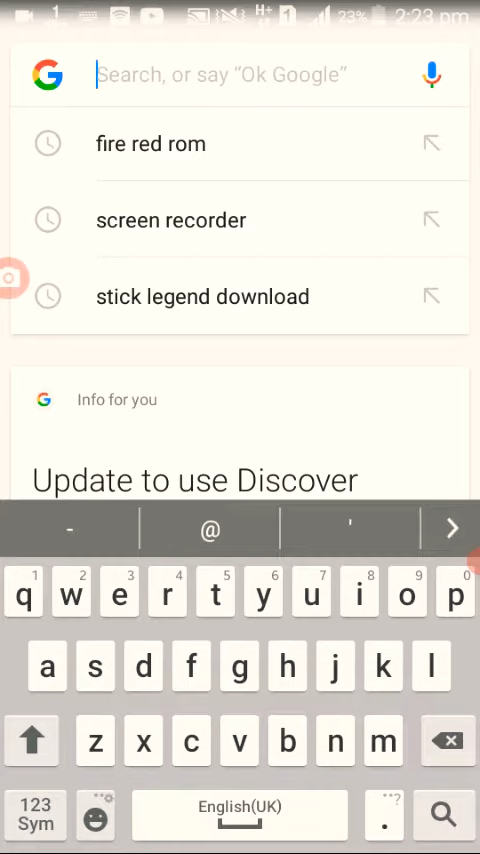 1 H+ 1 23% 2:23 pm
Search, or say “Ok Google”
fire red rom
screen recorder
stick legend download
G Info for you
Update to use Discover
- @ '
1 2 3 4 5 6 7 8 9 0
q w e r t y u i o p
a s d f g h j k l
z x c v b n m
123 Sym English(UK) . ?